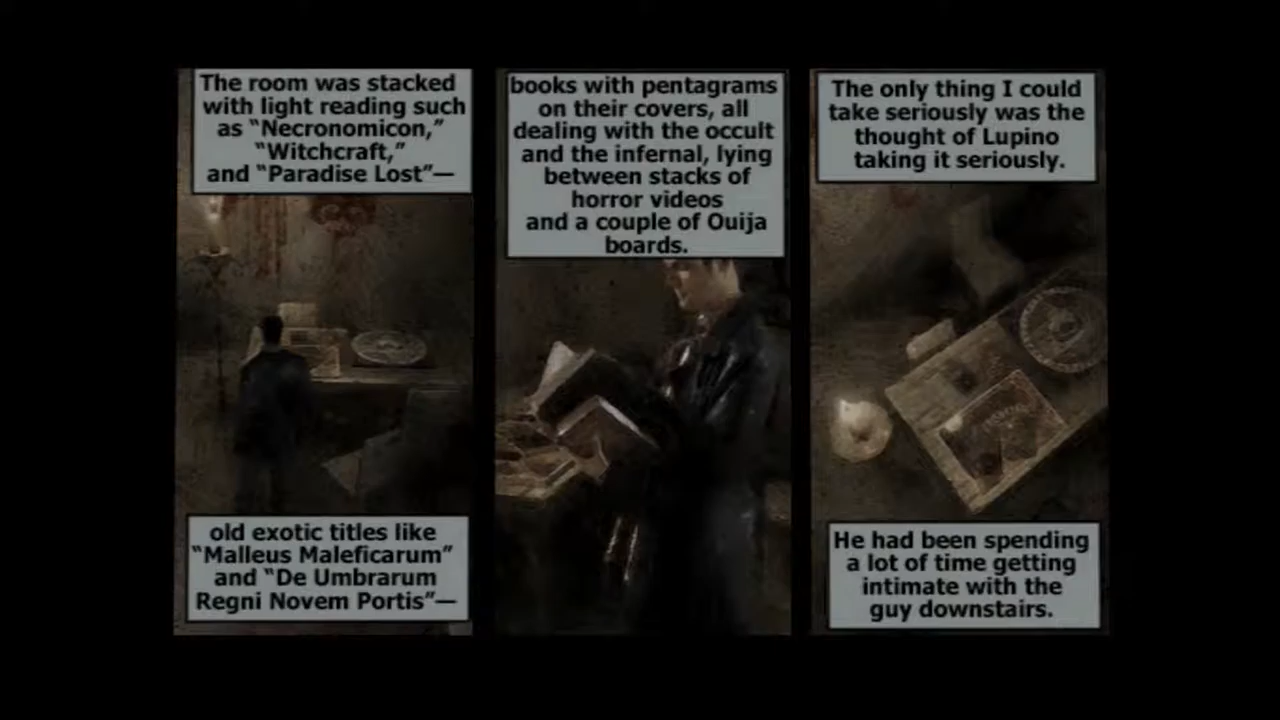 The room was stacked
with light reading such
as “Necronomicon,”
“Witchcraft,”
and “Paradise Lost”—
old exotic titles like
“Malleus Maleficarum”
and “De Umbrarum
Regni Novem Portis”—
books with pentagrams
on their covers, all
dealing with the occult
and the infernal, lying
between stacks of
horror videos
and a couple of Ouija
boards.
The only thing I could
take seriously was the
thought of Lupino
taking it seriously.
He had been spending
a lot of time getting
intimate with the
guy downstairs.